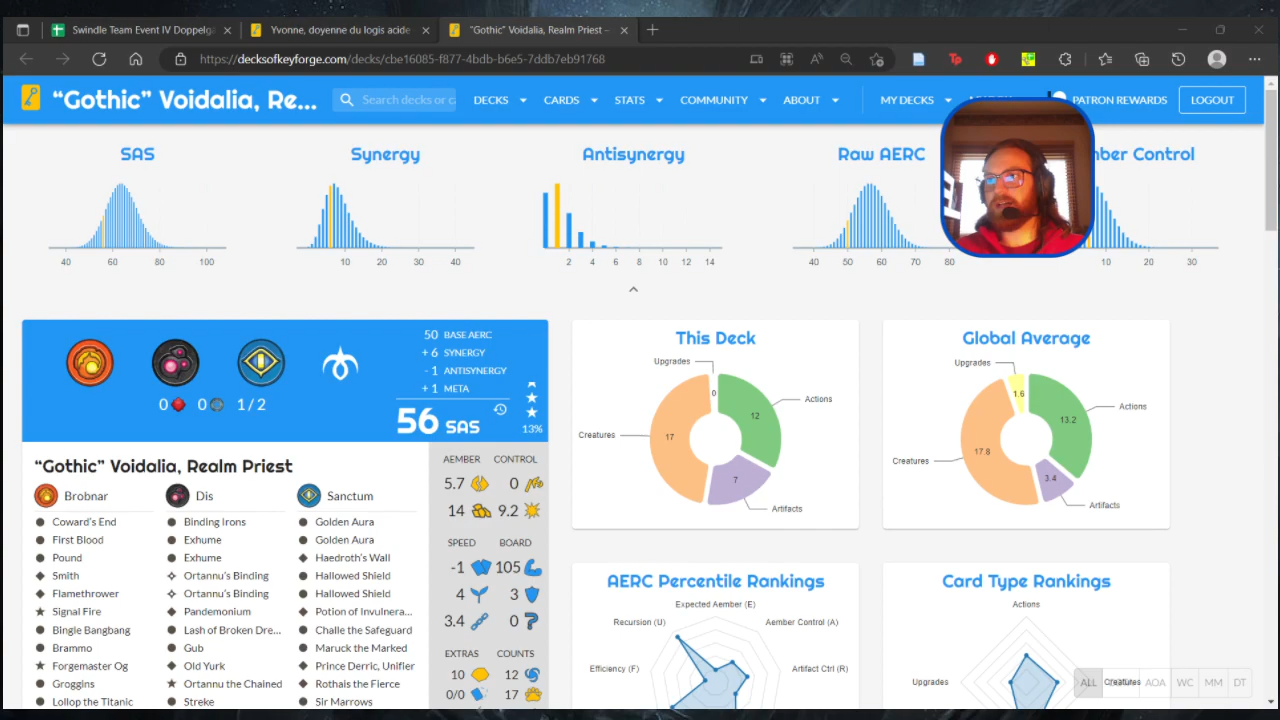 Swindle Team Event IV Doppelga
Yvonne, doyenne du logis acide
"Gothic" Voidalia, Realm Priest –
https://decksofkeyforge.com/decks/cbe16085-f877-4bdb-b6e5-7ddb7eb91768
"Gothic" Voidalia, Re...
Search decks or ca
DECKS
CARDS
STATS
COMMUNITY
ABOUT
MY DECKS
PATRON REWARDS
LOGOUT
SAS
Synergy
Antisynergy
Raw AERC
mber Control
40 60 80 100
10 20 30 40
2 4 6 8 10 12 14
40 50 60 70 80
10 20 30
50 BASE AERC
+ 6 SYNERGY
- 1 ANTISYNERGY
+ 1 META
0 0 1 / 2
56 SAS
13%
"Gothic" Voidalia, Realm Priest
Brobnar
Coward's End
First Blood
Pound
Smith
Flamethrower
Signal Fire
Bingle Bangbang
Brammo
Forgemaster Og
Groggins
Lollop the Titanic
Dis
Binding Irons
Exhume
Exhume
Ortannu's Binding
Ortannu's Binding
Pandemonium
Lash of Broken Dre...
Gub
Old Yurk
Ortannu the Chained
Streke
Sanctum
Golden Aura
Golden Aura
Haedroth's Wall
Hallowed Shield
Hallowed Shield
Potion of Invulnera...
Challe the Safeguard
Maruck the Marked
Prince Derric, Unifier
Rothais the Fierce
Sir Marrows
AEMBER CONTROL
5.7 0
14 9.2
SPEED BOARD
-1 105
4 3
3.4 0
EXTRAS COUNTS
10 12
0/0 17
This Deck
Upgrades
0
Actions
12
Creatures
17
7
Artifacts
Global Average
Upgrades
1.6
Actions
13.2
Creatures
17.8
3.4
Artifacts
AERC Percentile Rankings
Expected Aember (E)
Recursion (U)
Aember Control (A)
Efficiency (F)
Artifact Ctrl (R)
Card Type Rankings
Actions
Upgrades
Creatures
ALL
AOA
WC
MM
DT